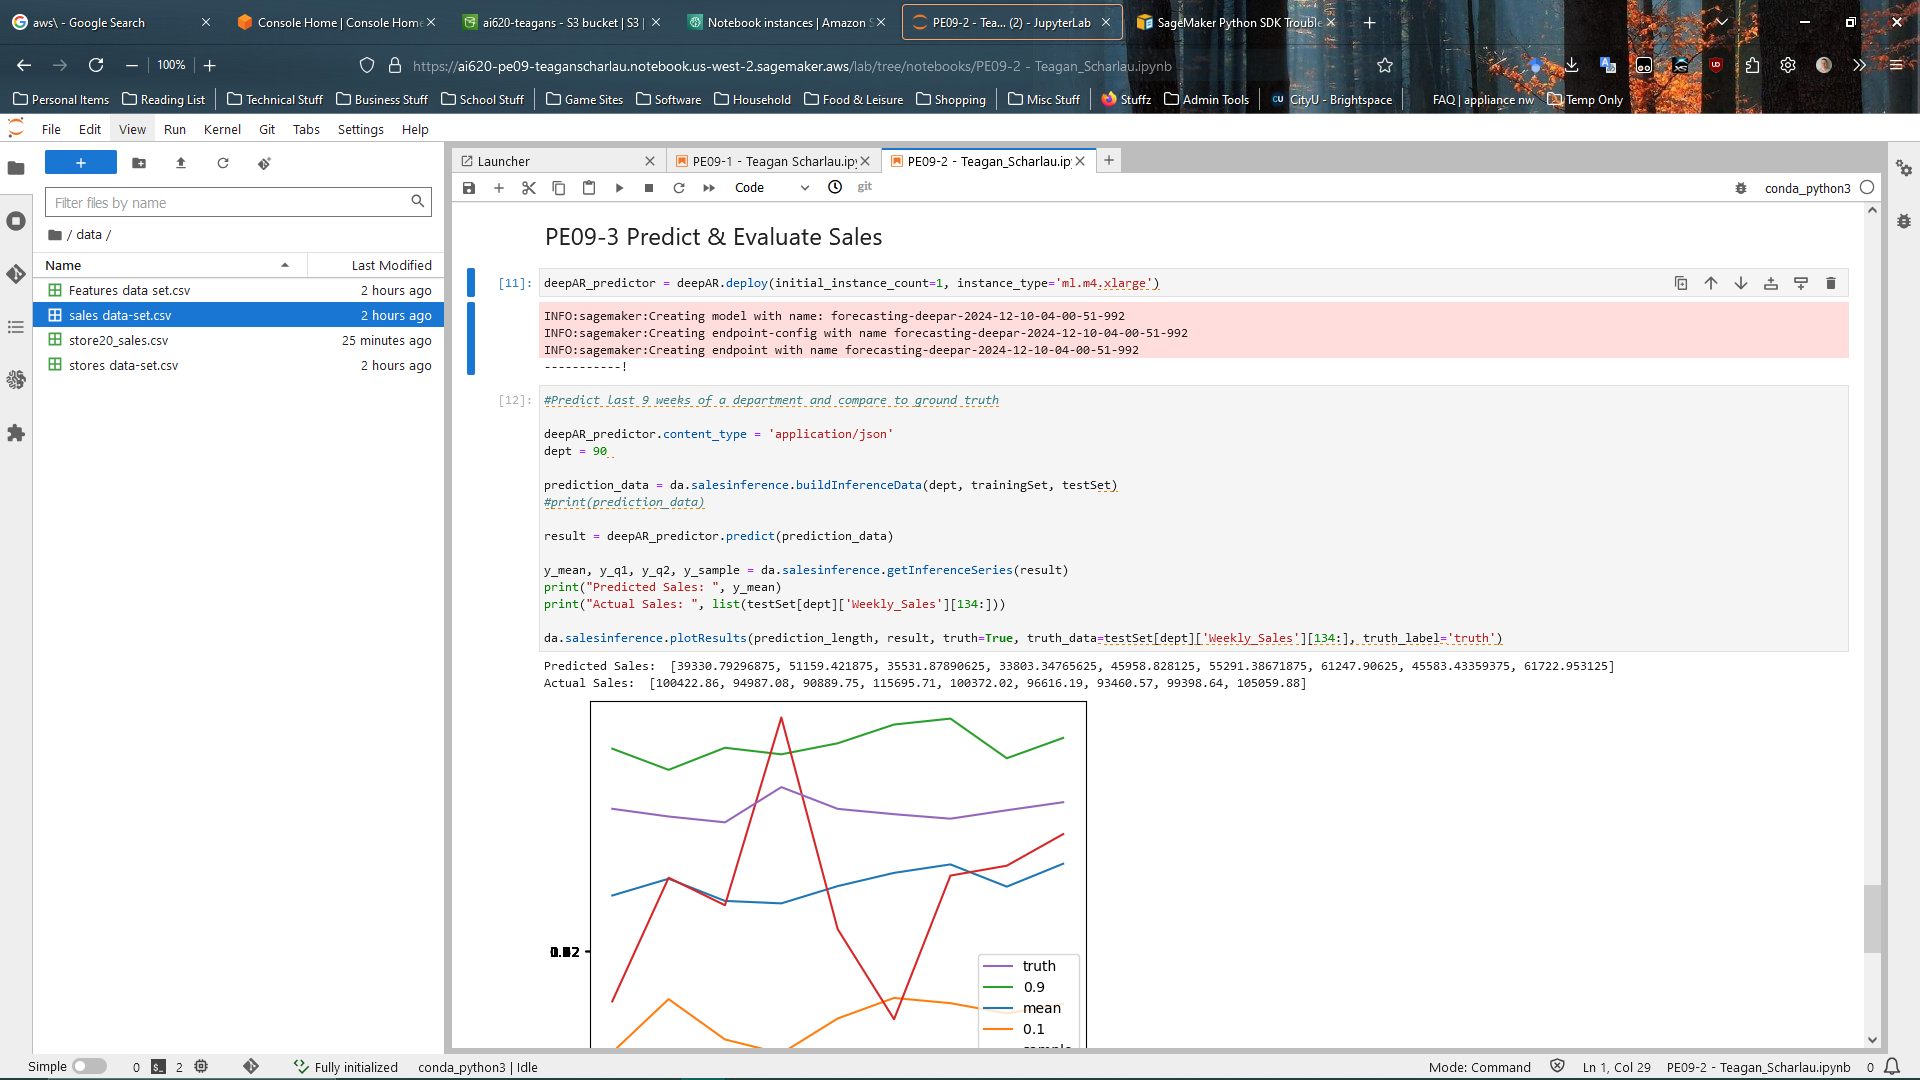 aws\ - Google Search
Console Home | Console Home
ai620-teagans - S3 bucket | S3 |
Notebook instances | Amazon S
PE09-2 - Tea... (2) - JupyterLab
SageMaker Python SDK Trouble
100%
https://ai620-pe09-teaganscharlau.notebook.us-west-2.sagemaker.aws/lab/tree/notebooks/PE09-2 - Teagan_Scharlau.ipynb
Personal Items
Reading List
Technical Stuff
Business Stuff
School Stuff
Game Sites
Software
Household
Food & Leisure
Shopping
Misc Stuff
Stuffz
Admin Tools
CityU - Brightspace
FAQ | appliance nw
Temp Only
File Edit View Run Kernel Git Tabs Settings Help
Launcher
PE09-1 - Teagan Scharlau.ipy
PE09-2 - Teagan_Scharlau.ip
Code
git
conda_python3
Filter files by name
/ data /
Name Last Modified
Features data set.csv 2 hours ago
sales data-set.csv 2 hours ago
store20_sales.csv 25 minutes ago
stores data-set.csv 2 hours ago
PE09-3 Predict & Evaluate Sales
[11]: deepAR_predictor = deepAR.deploy(initial_instance_count=1, instance_type='ml.m4.xlarge')
INFO:sagemaker:Creating model with name: forecasting-deepar-2024-12-10-04-00-51-992
INFO:sagemaker:Creating endpoint-config with name forecasting-deepar-2024-12-10-04-00-51-992
INFO:sagemaker:Creating endpoint with name forecasting-deepar-2024-12-10-04-00-51-992
-----------!
[12]: #Predict last 9 weeks of a department and compare to ground truth
deepAR_predictor.content_type = 'application/json'
dept = 90
prediction_data = da.salesinference.buildInferenceData(dept, trainingSet, testSet)
#print(prediction_data)
result = deepAR_predictor.predict(prediction_data)
y_mean, y_q1, y_q2, y_sample = da.salesinference.getInferenceSeries(result)
print("Predicted Sales: ", y_mean)
print("Actual Sales: ", list(testSet[dept]['Weekly_Sales'][134:]))
da.salesinference.plotResults(prediction_length, result, truth=True, truth_data=testSet[dept]['Weekly_Sales'][134:], truth_label='truth')
Predicted Sales:  [39330.79296875, 51159.421875, 35531.87890625, 33803.34765625, 45958.828125, 55291.38671875, 61247.90625, 45583.43359375, 61722.953125]
Actual Sales:  [100422.86, 94987.08, 90889.75, 115695.71, 100372.02, 96616.19, 93460.57, 99398.64, 105059.88]
truth
0.9
mean
0.1
Simple
0
2
Fully initialized
conda_python3 | Idle
Mode: Command
Ln 1, Col 29
PE09-2 - Teagan_Scharlau.ipynb
0